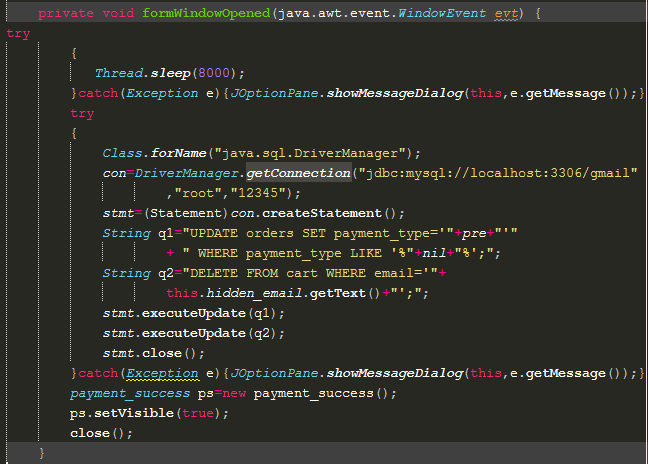 private void formWindowOpened(java.awt.event.WindowEvent evt) {
try
{
Thread.sleep(8000);
}catch(Exception e){JOptionPane.showMessageDialog(this,e.getMessage());}
try
{
Class.forName("java.sql.DriverManager");
con=DriverManager.getConnection("jdbc:mysql://localhost:3306/gmail"
,"root","12345");
stmt=(Statement)con.createStatement();
String q1="UPDATE orders SET payment_type='"+pre+"'"
+ " WHERE payment_type LIKE '%"+nil+"%';";
String q2="DELETE FROM cart WHERE email='"+
this.hidden_email.getText()+"';";
stmt.executeUpdate(q1);
stmt.executeUpdate(q2);
stmt.close();
}catch(Exception e){JOptionPane.showMessageDialog(this,e.getMessage());}
payment_success ps=new payment_success();
ps.setVisible(true);
close();
}